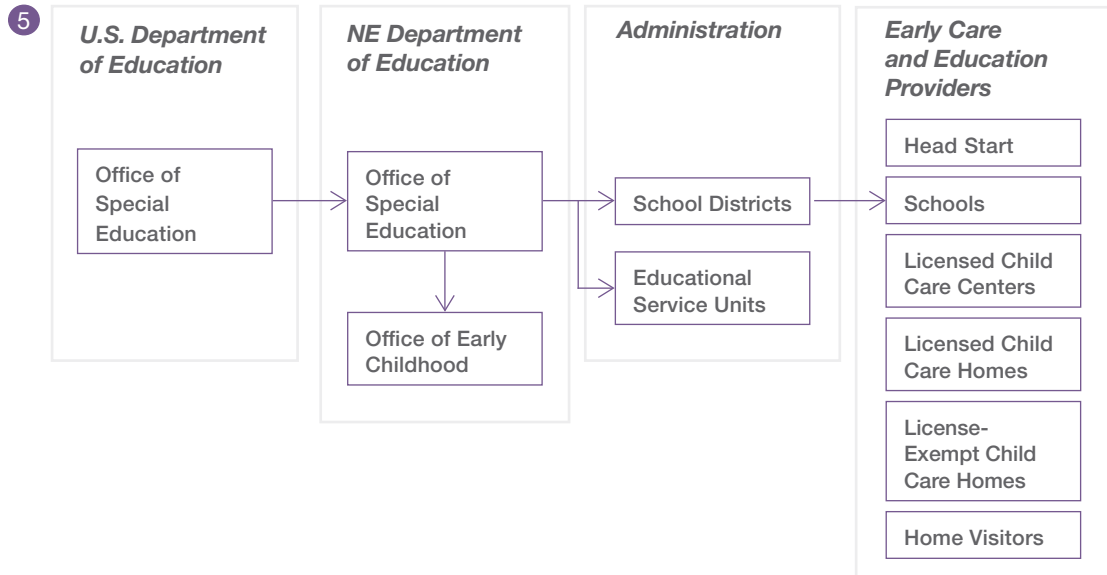 5
U.S. Department
of Education
Office of
Special
Education
NE Department
of Education
Office of
Special
Education
Office of Early
Childhood
Administration
School Districts
Educational
Service Units
Early Care
and Education
Providers
Head Start
Schools
Licensed Child
Care Centers
Licensed Child
Care Homes
License-
Exempt Child
Care Homes
Home Visitors